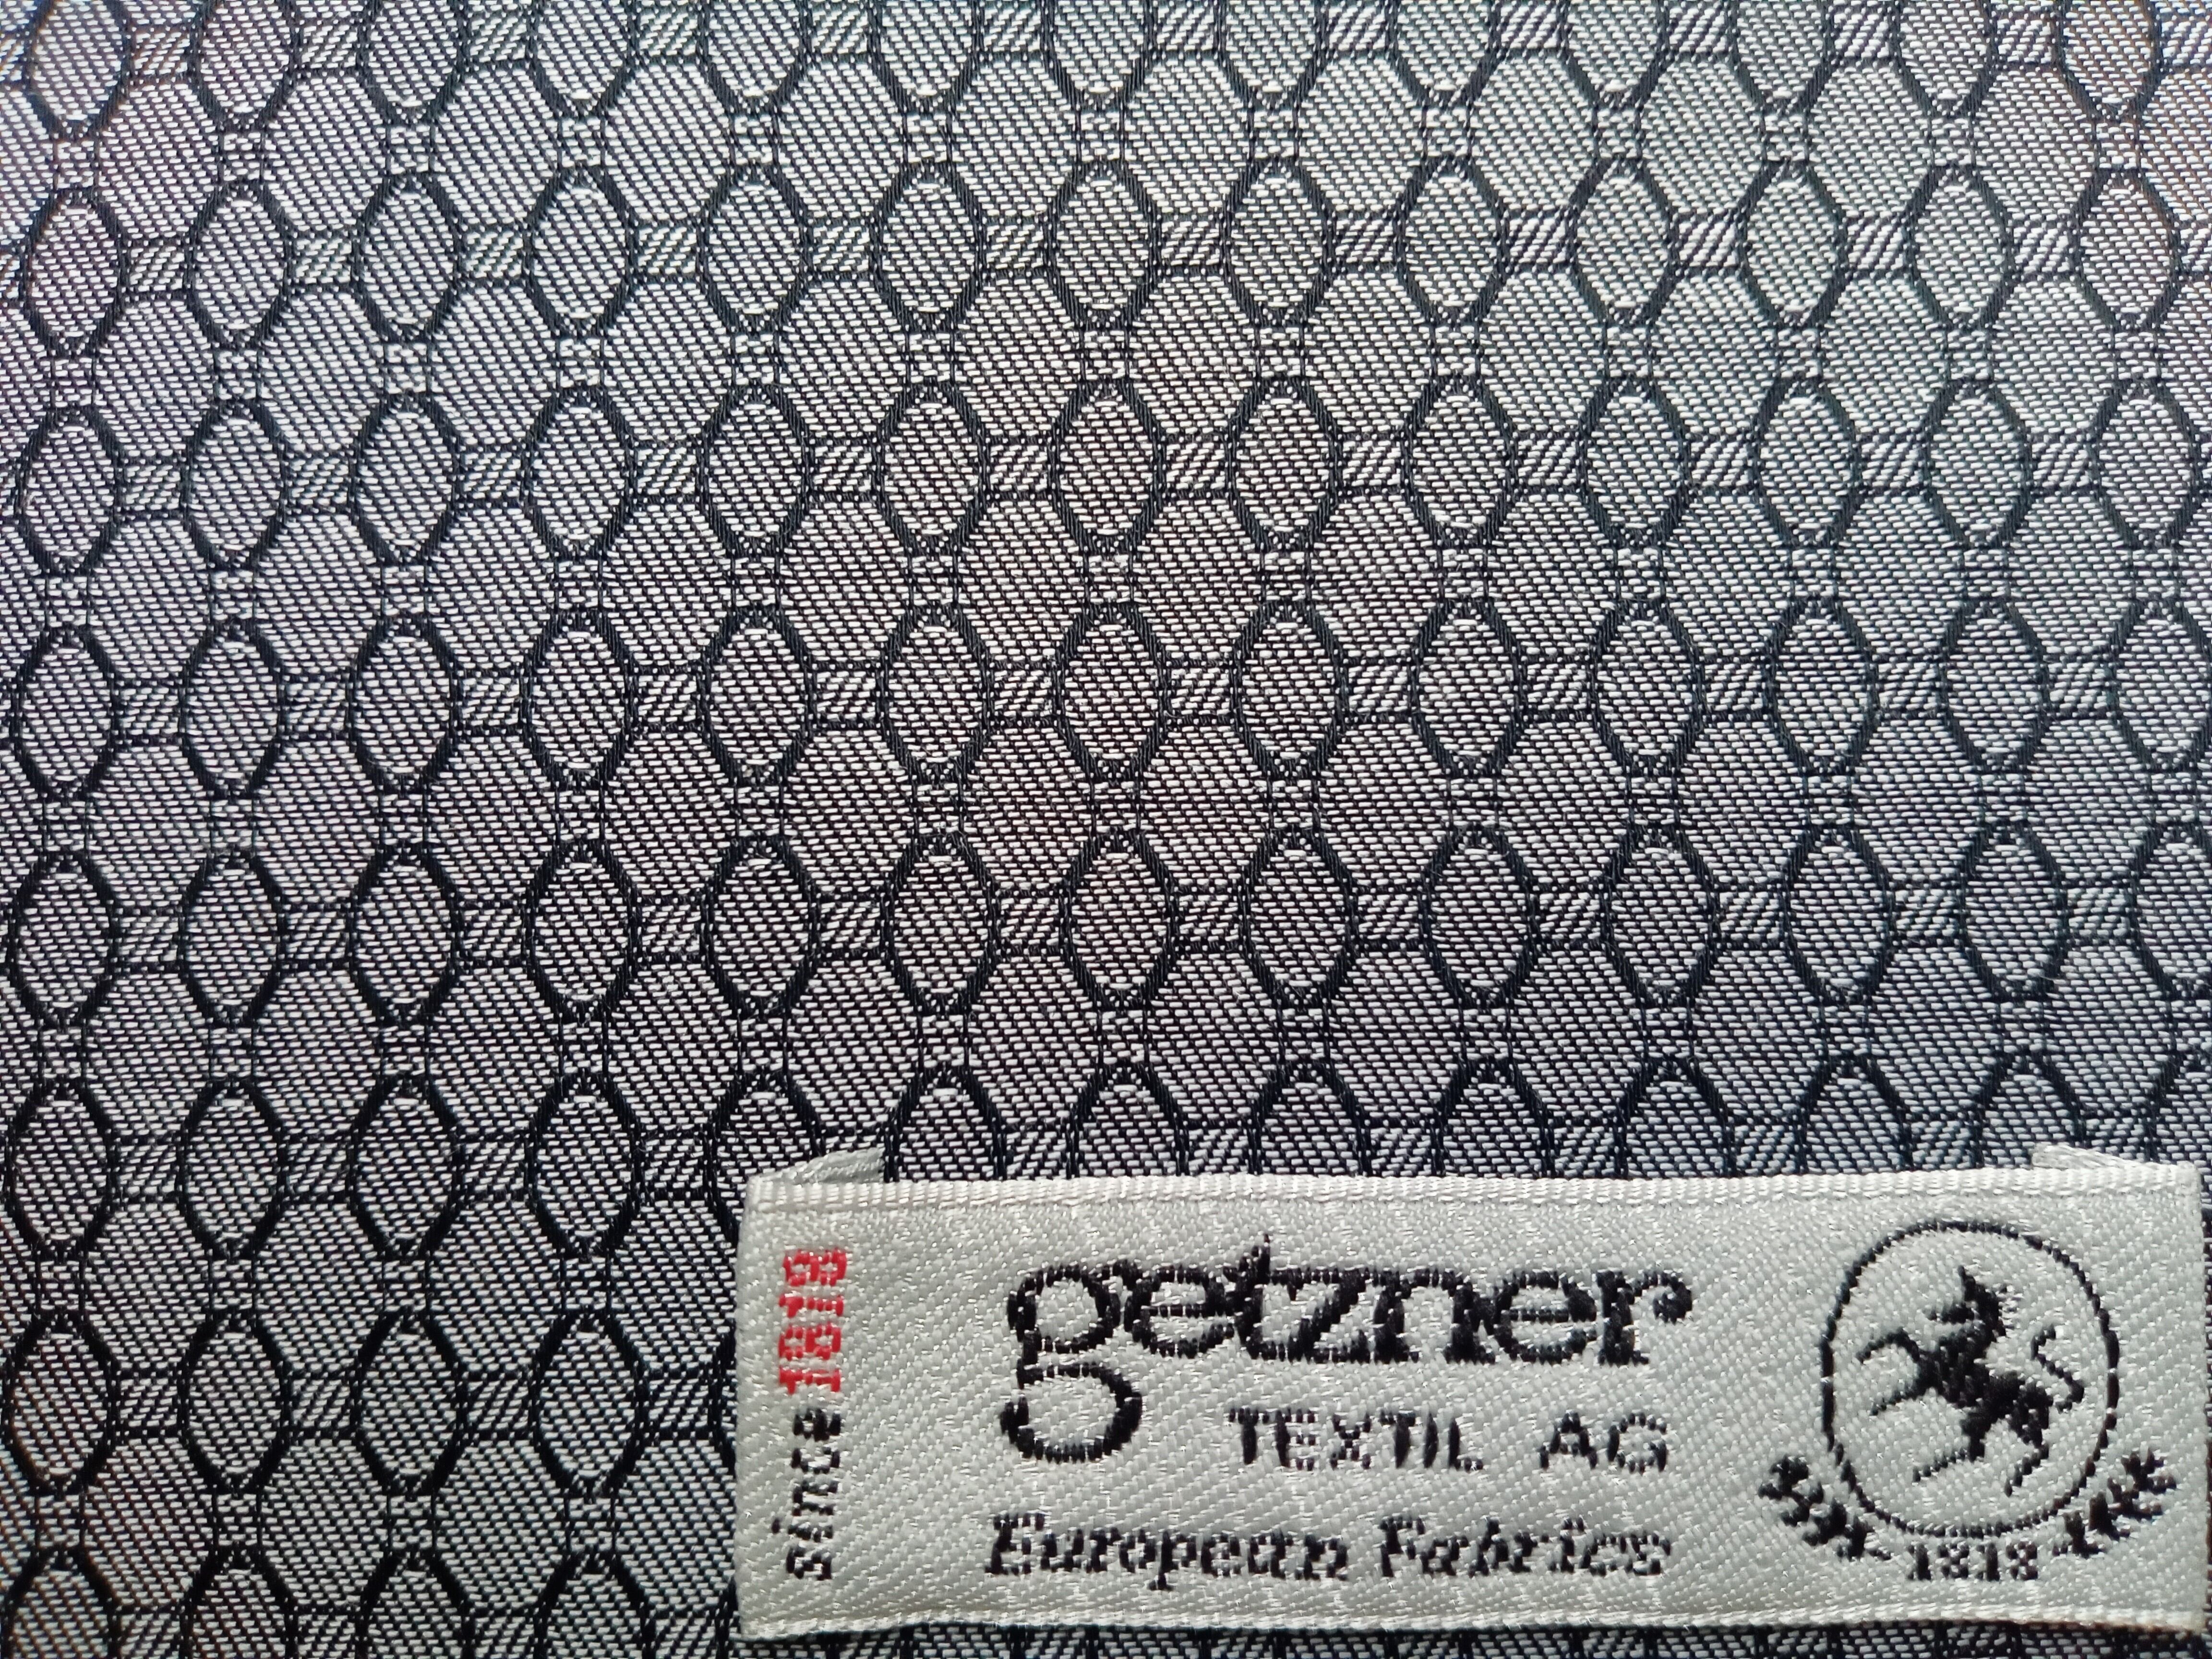 since 1818
getzner
TEXTIL AG
European Fabrics
1818